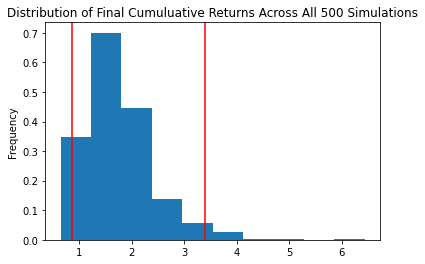 Distribution of Final Cumuluative Returns Across All 500 Simulations
Frequency
0.7
0.6
0.5
0.4
0.3
0.2
0.1
0.0
1 2 3 4 5 6